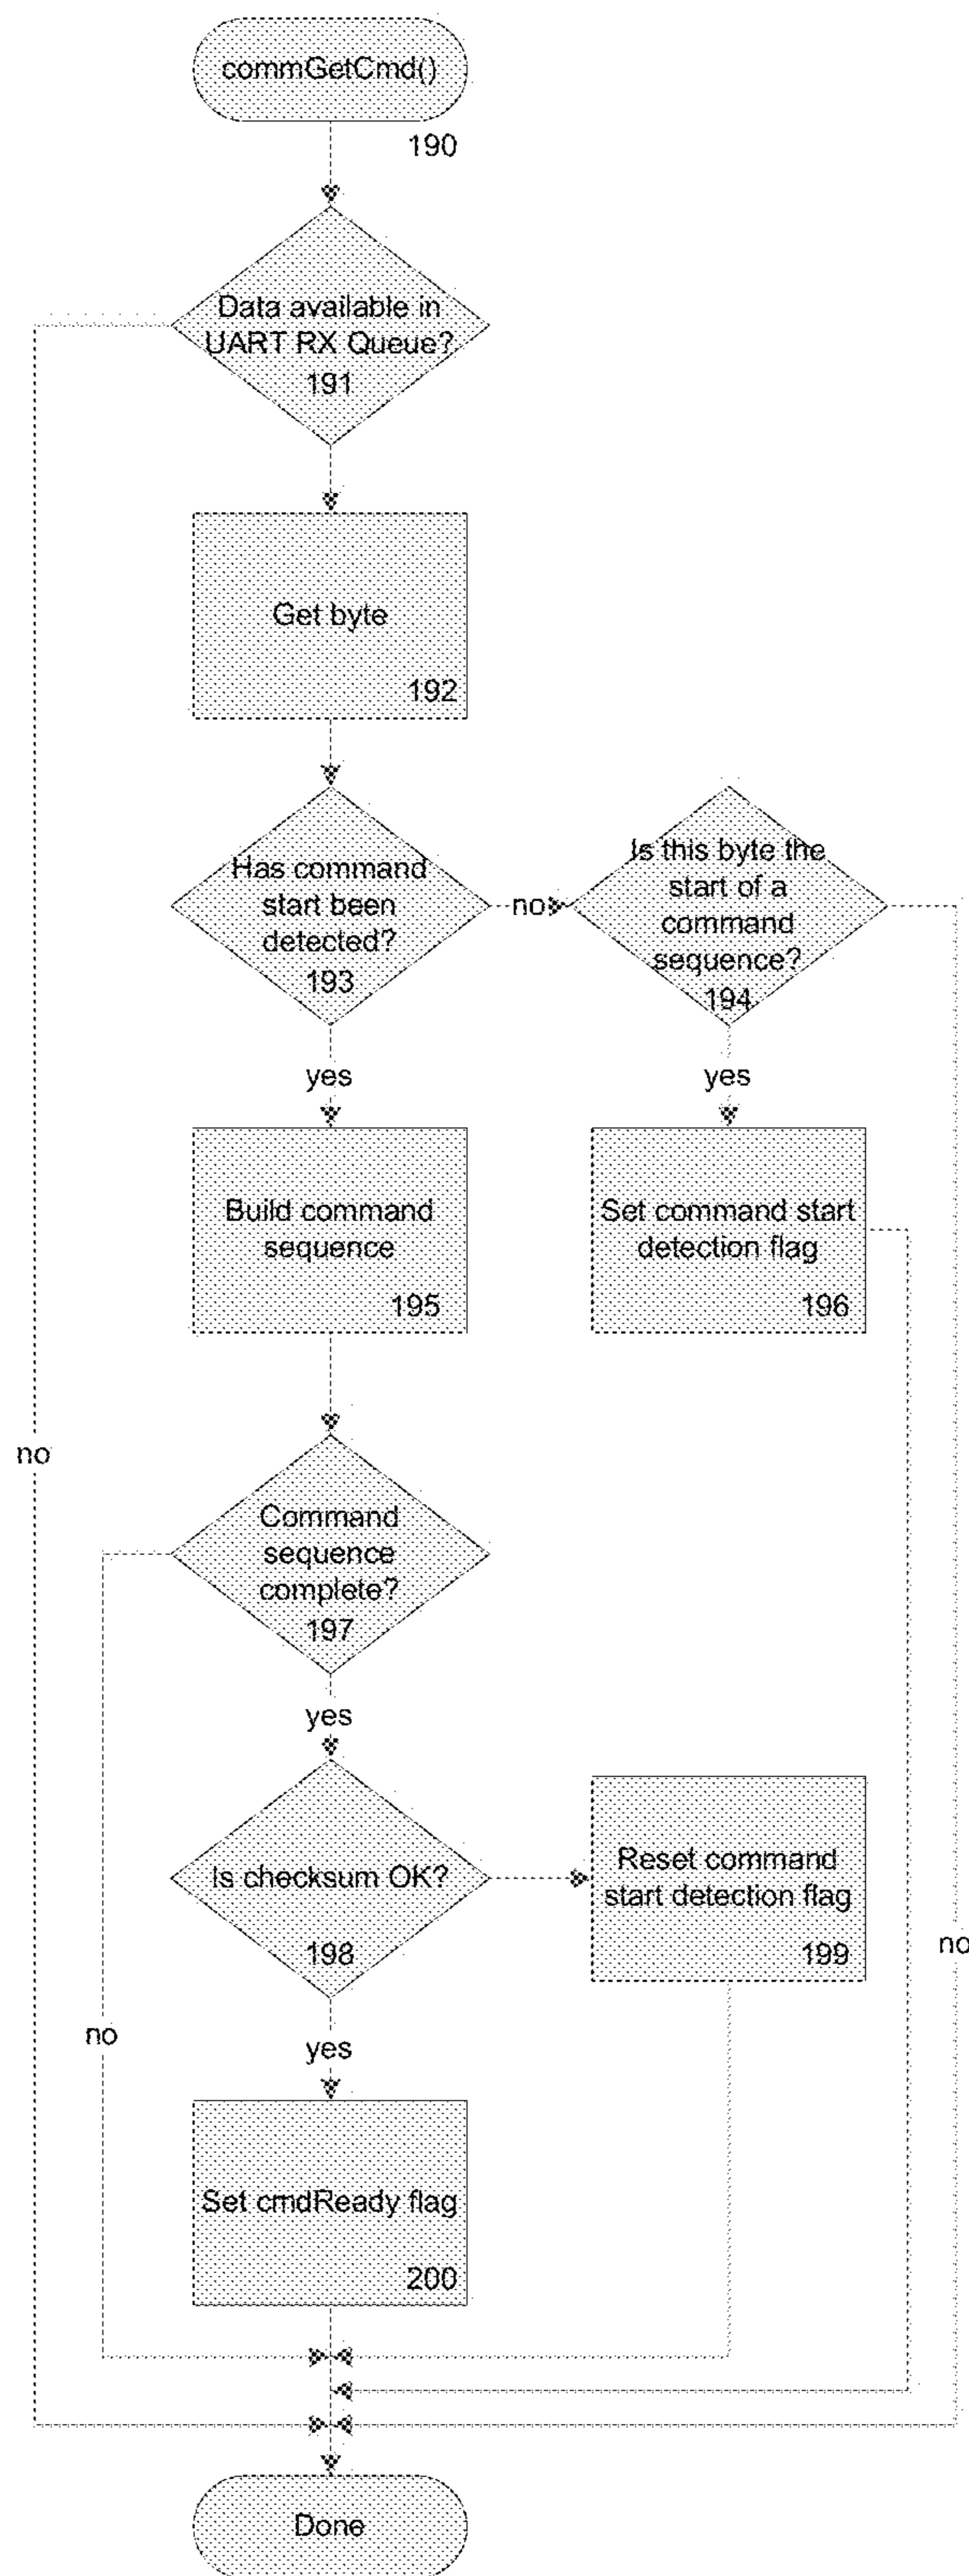 commGetCmd()
190
Data available in
UART RX Queue?
191
Get byte
192
Has command
start been
detected?
193
no
Is this byte the
start of a
command
sequence?
194
yes
yes
Build command
sequence
195
Set command start
detection flag
196
no
Command
sequence
complete?
197
yes
Is checksum OK?
198
Reset command
start detection flag
199
no
no
yes
Set cmdReady flag
200
Done